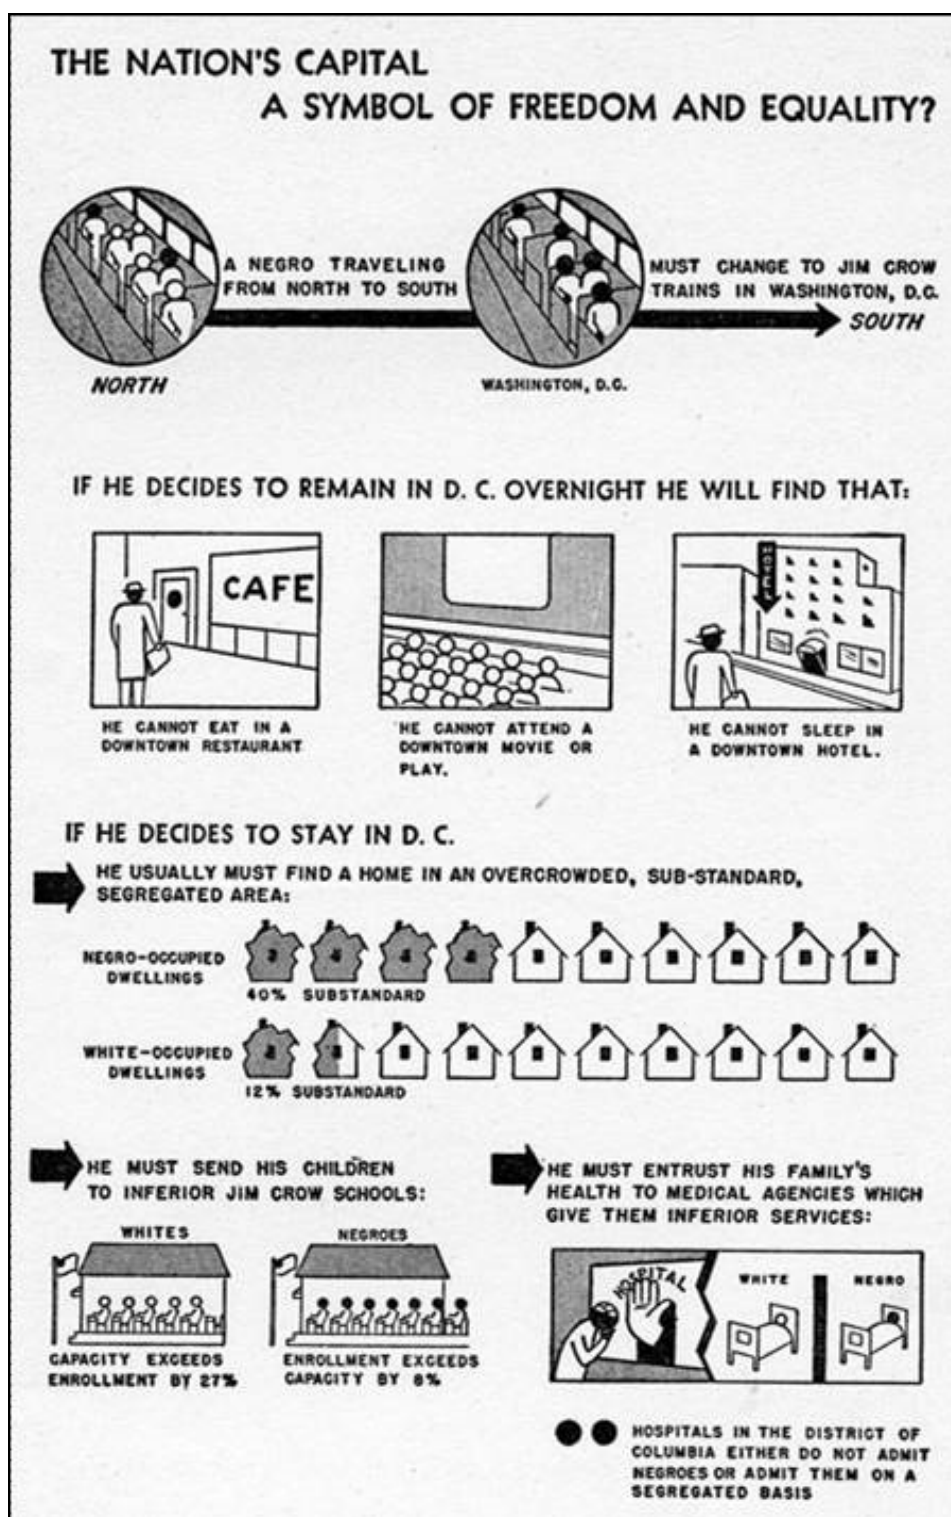 THE NATION'S CAPITAL
A SYMBOL OF FREEDOM AND EQUALITY?
A NEGRO TRAVELING
FROM NORTH TO SOUTH
MUST CHANGE TO JIM CROW
TRAINS IN WASHINGTON, D.C.
SOUTH
NORTH
WASHINGTON, D.C.
IF HE DECIDES TO REMAIN IN D. C. OVERNIGHT HE WILL FIND THAT:
CAFE
HOTEL
HE CANNOT EAT IN A
DOWNTOWN RESTAURANT
HE CANNOT ATTEND A
DOWNTOWN MOVIE OR
PLAY.
HE CANNOT SLEEP IN
A DOWNTOWN HOTEL.
IF HE DECIDES TO STAY IN D. C.
HE USUALLY MUST FIND A HOME IN AN OVERCROWDED, SUB-STANDARD,
SEGREGATED AREA:
NEGRO-OCCUPIED
DWELLINGS
40% SUBSTANDARD
WHITE-OCCUPIED
DWELLINGS
12% SUBSTANDARD
HE MUST SEND HIS CHILDREN
TO INFERIOR JIM CROW SCHOOLS:
WHITES
NEGROES
CAPACITY EXCEEDS
ENROLLMENT BY 27%
ENROLLMENT EXCEEDS
CAPACITY BY 8%
HE MUST ENTRUST HIS FAMILY'S
HEALTH TO MEDICAL AGENCIES WHICH
GIVE THEM INFERIOR SERVICES:
HOSPITAL
WHITE
NEGRO
HOSPITALS IN THE DISTRICT OF
COLUMBIA EITHER DO NOT ADMIT
NEGROES OR ADMIT THEM ON A
SEGREGATED BASIS